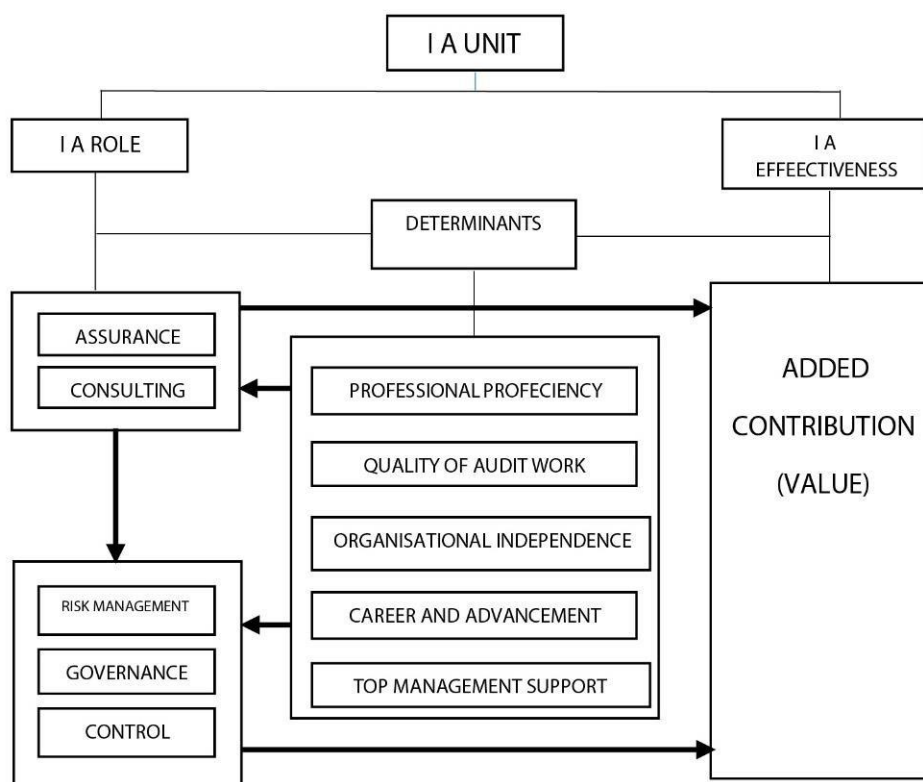 I A UNIT
I A ROLE
I A
EFFEECTIVENESS
DETERMINANTS
ASSURANCE
CONSULTING
PROFESSIONAL PROFECIENCY
QUALITY OF AUDIT WORK
ORGANISATIONAL INDEPENDENCE
CAREER AND ADVANCEMENT
TOP MANAGEMENT SUPPORT
RISK MANAGEMENT
GOVERNANCE
CONTROL
ADDED
CONTRIBUTION
(VALUE)